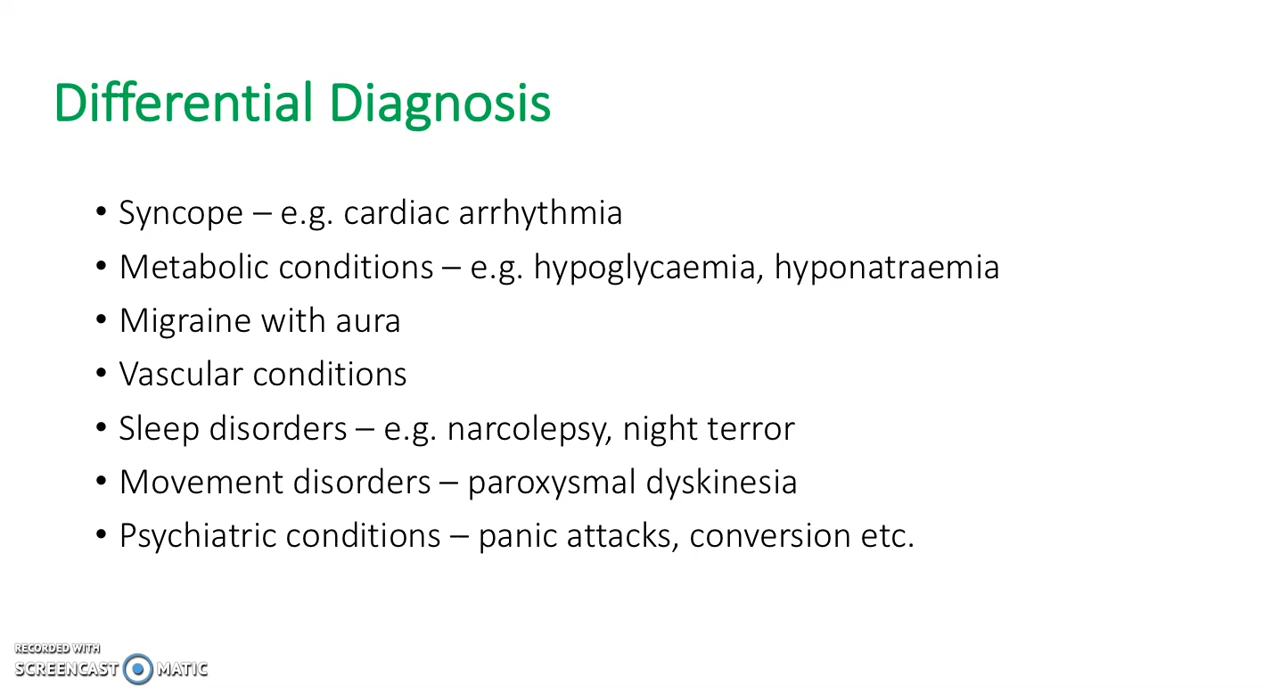 Differential Diagnosis
• Syncope – e.g. cardiac arrhythmia
• Metabolic conditions – e.g. hypoglycaemia, hyponatraemia
• Migraine with aura
• Vascular conditions
• Sleep disorders – e.g. narcolepsy, night terror
• Movement disorders – paroxysmal dyskinesia
• Psychiatric conditions – panic attacks, conversion etc.
RECORDED WITH
SCREENCAST MATIC